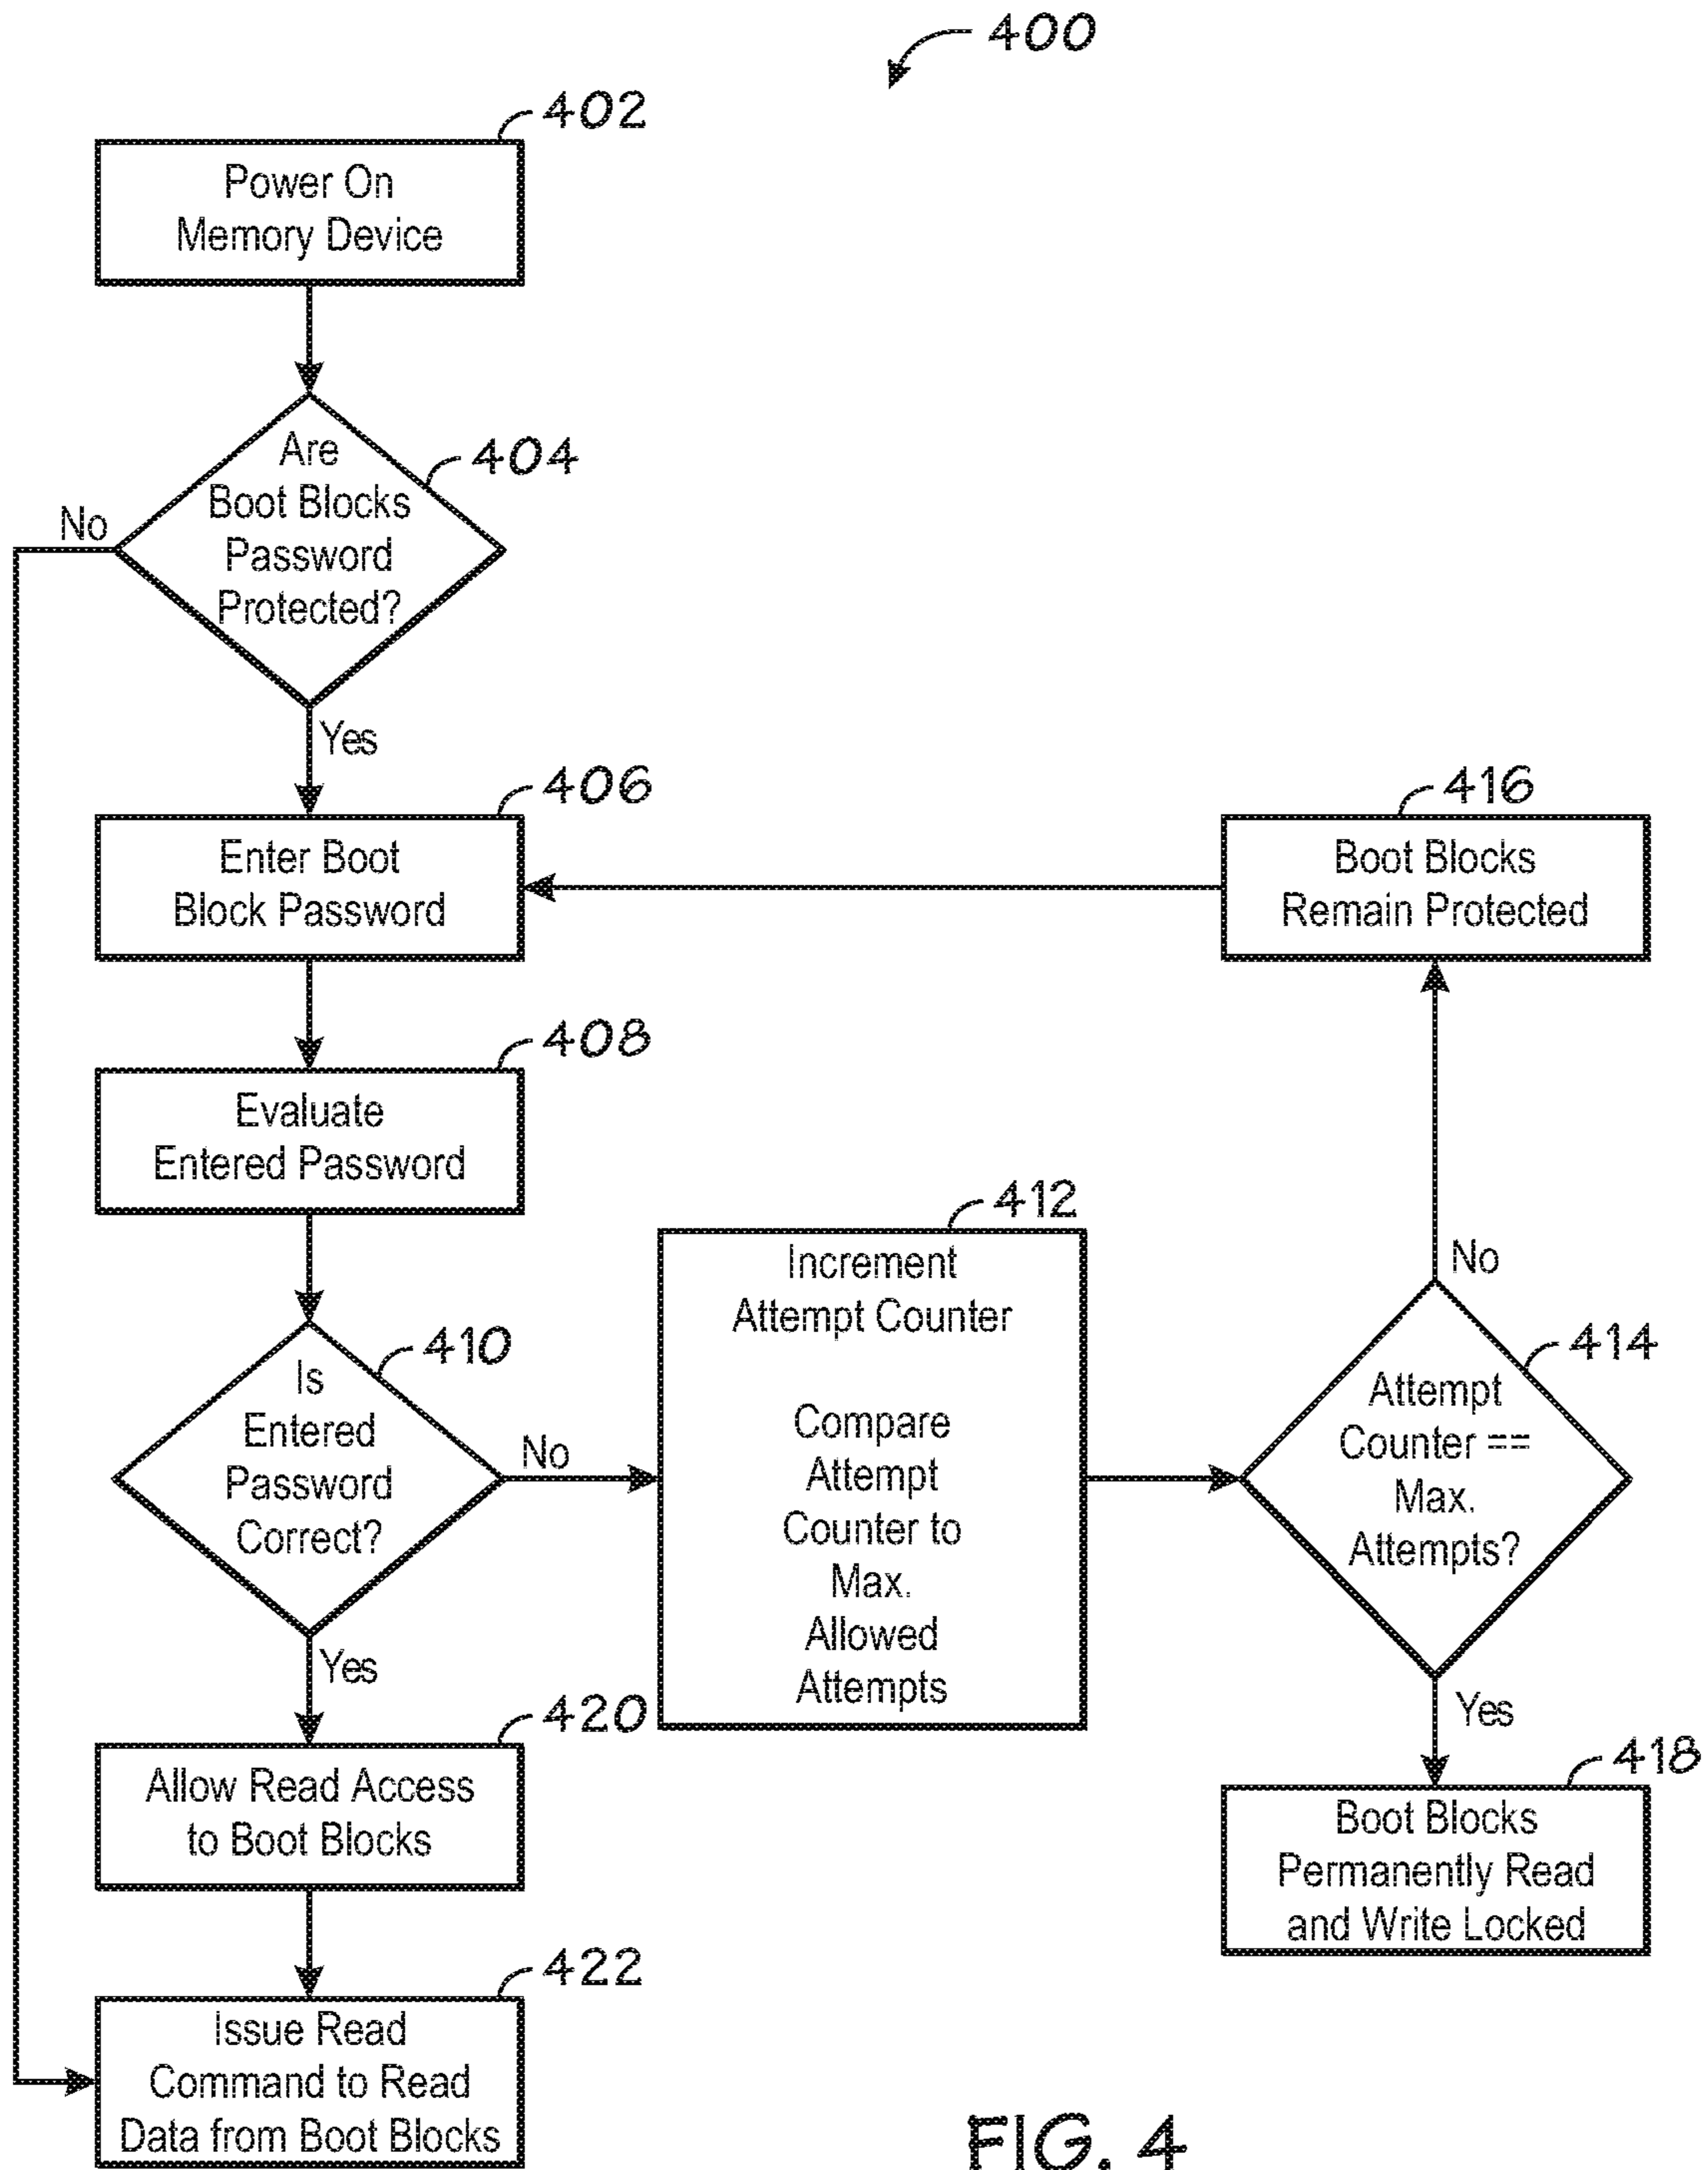 400
402
Power On
Memory Device
404
Are
Boot Blocks
Password
Protected?
No
Yes
406
Enter Boot
Block Password
416
Boot Blocks
Remain Protected
408
Evaluate
Entered Password
410
Is
Entered
Password
Correct?
No
Yes
412
Increment
Attempt Counter
Compare
Attempt
Counter to
Max.
Allowed
Attempts
414
Attempt
Counter ==
Max.
Attempts?
No
Yes
418
Boot Blocks
Permanently Read
and Write Locked
420
Allow Read Access
to Boot Blocks
422
Issue Read
Command to Read
Data from Boot Blocks
FIG. 4